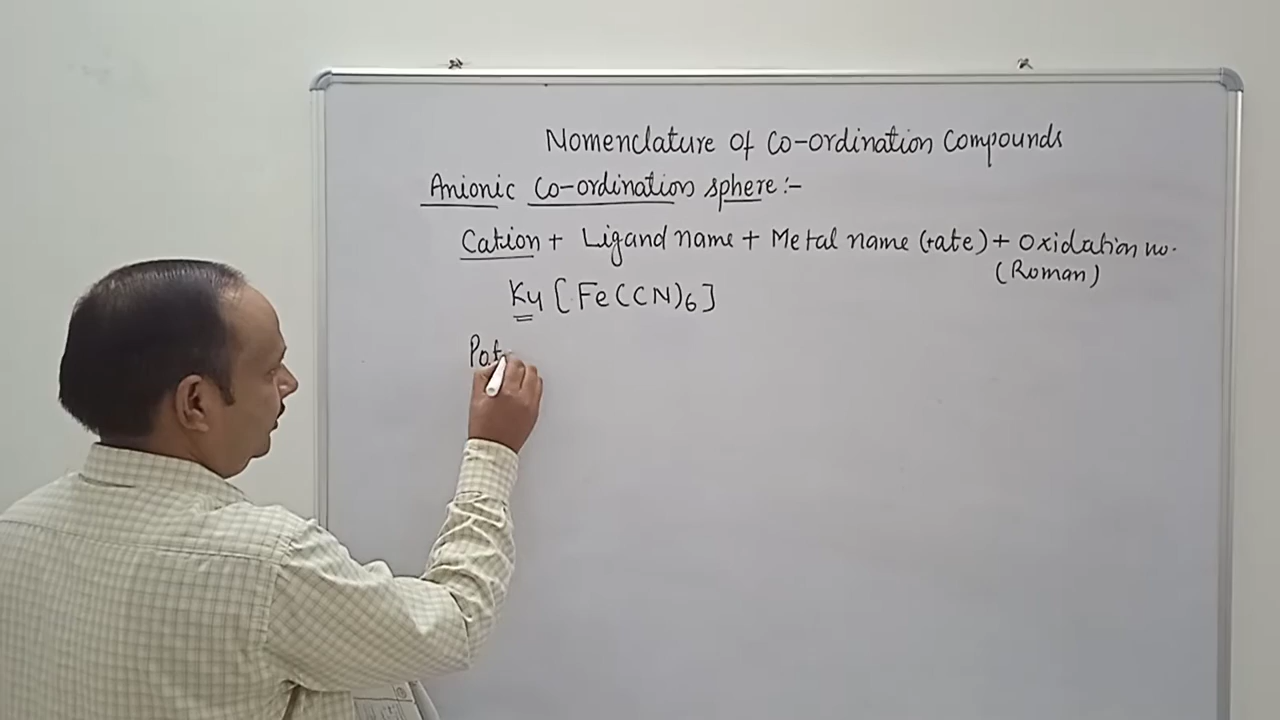 Nomenclature of Co-ordination Compounds
Anionic Co-ordination sphere :-
Cation + Ligand name + Metal name (+ate) + Oxidation no.
(Roman)
K4 [Fe(CN)6]
Pot